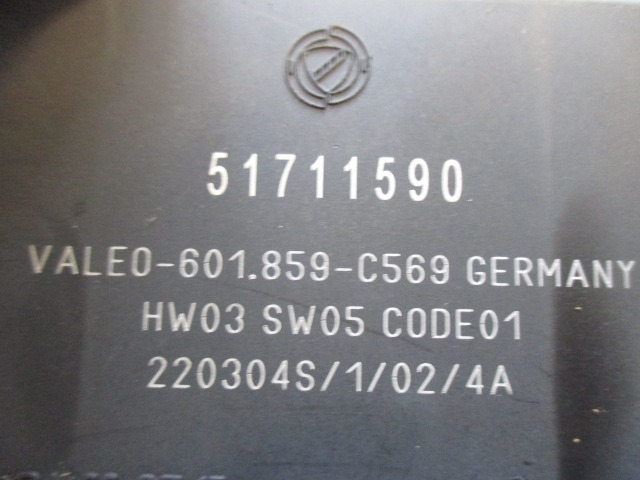 51711590
VALEO-601.859-C569 GERMANY
HW03 SW05 CODE01
220304S/1/02/4A